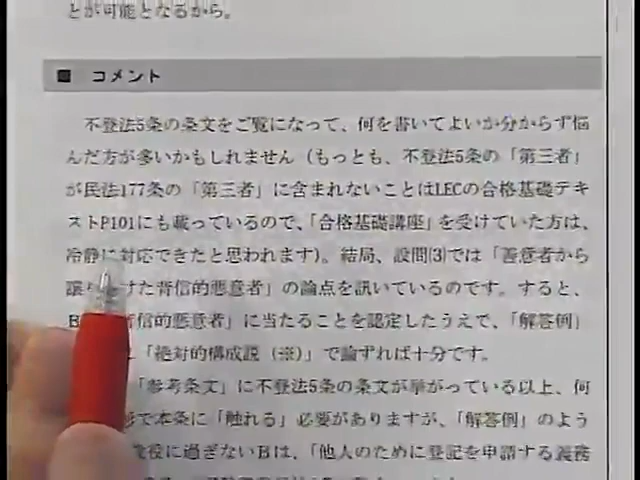 とが可能となるから。
■ コメント
不登法5条の条文をご覧になって、何を書いてよいか分からず悩
んだ方が多いかもしれません（もっとも、不登法5条の「第三者」
が民法177条の「第三者」に含まれないことはLECの合格基礎テキ
ストP101にも載っているので、「合格基礎講座」を受けていた方は、
冷静に対応できたと思われます）。結局、設問(3)では「善意者から
譲 けた背信的悪意者」の論点を訊いているのです。すると、
B 背信的悪意者」に当たることを認定したうえで、「解答例」
「絶対的構成説（※）」で論ずれば十分です。
「参考条文」に不登法5条の条文が挙がっている以上、何
で本条に「触れる」必要がありますが、「解答例」のよう
役に過ぎないBは、「他人のために登記を申請する義務